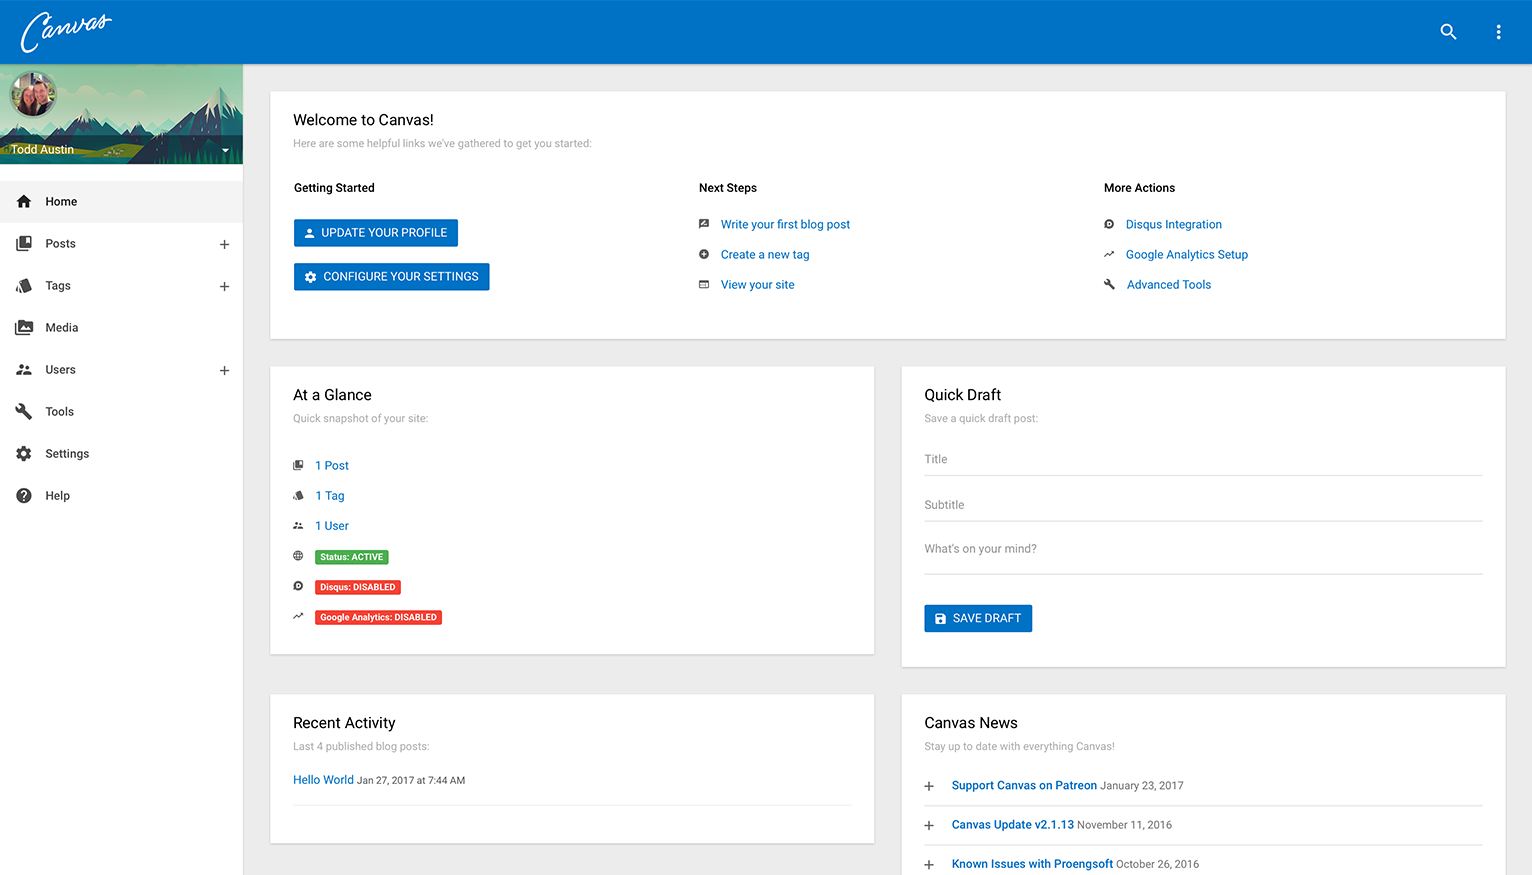 Canvas
Todd Austin
Home
Posts
Tags
Media
Users
Tools
Settings
Help
Welcome to Canvas!
Here are some helpful links we've gathered to get you started:
Getting Started
UPDATE YOUR PROFILE
CONFIGURE YOUR SETTINGS
Next Steps
Write your first blog post
Create a new tag
View your site
More Actions
Disqus Integration
Google Analytics Setup
Advanced Tools
At a Glance
Quick snapshot of your site:
1 Post
1 Tag
1 User
Status: ACTIVE
Disqus: DISABLED
Google Analytics: DISABLED
Quick Draft
Save a quick draft post:
Title
Subtitle
What's on your mind?
SAVE DRAFT
Recent Activity
Last 4 published blog posts:
Hello World Jan 27, 2017 at 7:44 AM
Canvas News
Stay up to date with everything Canvas!
Support Canvas on Patreon January 23, 2017
Canvas Update v2.1.13 November 11, 2016
Known Issues with Proengsoft October 26, 2016